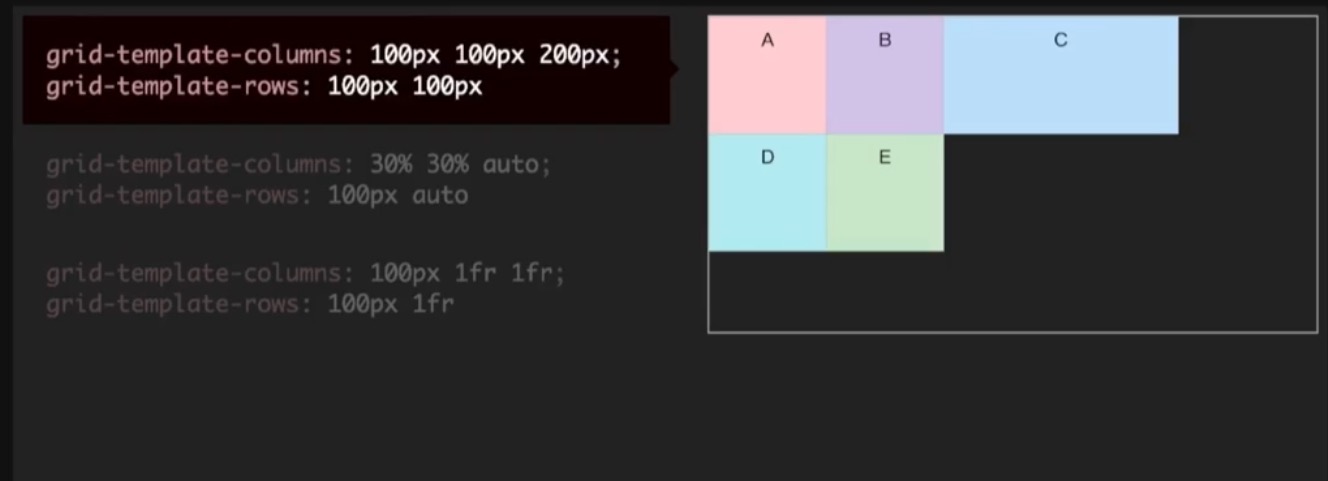 grid-template-columns: 100px 100px 200px;
grid-template-rows: 100px 100px
grid-template-columns: 30% 30% auto;
grid-template-rows: 100px auto
grid-template-columns: 100px 1fr 1fr;
grid-template-rows: 100px 1fr
A B C
D E